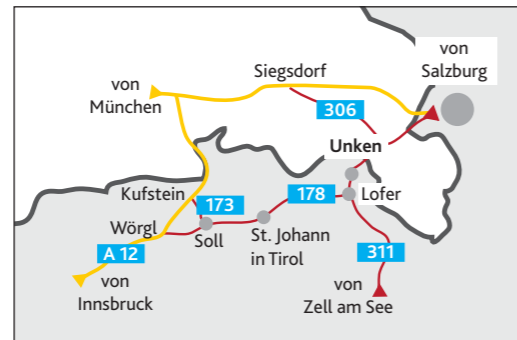 von
Salzburg
Siegsdorf
von
München
306
Unken
Kufstein
173
178
Lofer
Wörgl
Soll
St. Johann
in Tirol
A 12
311
von
Innsbruck
von
Zell am See